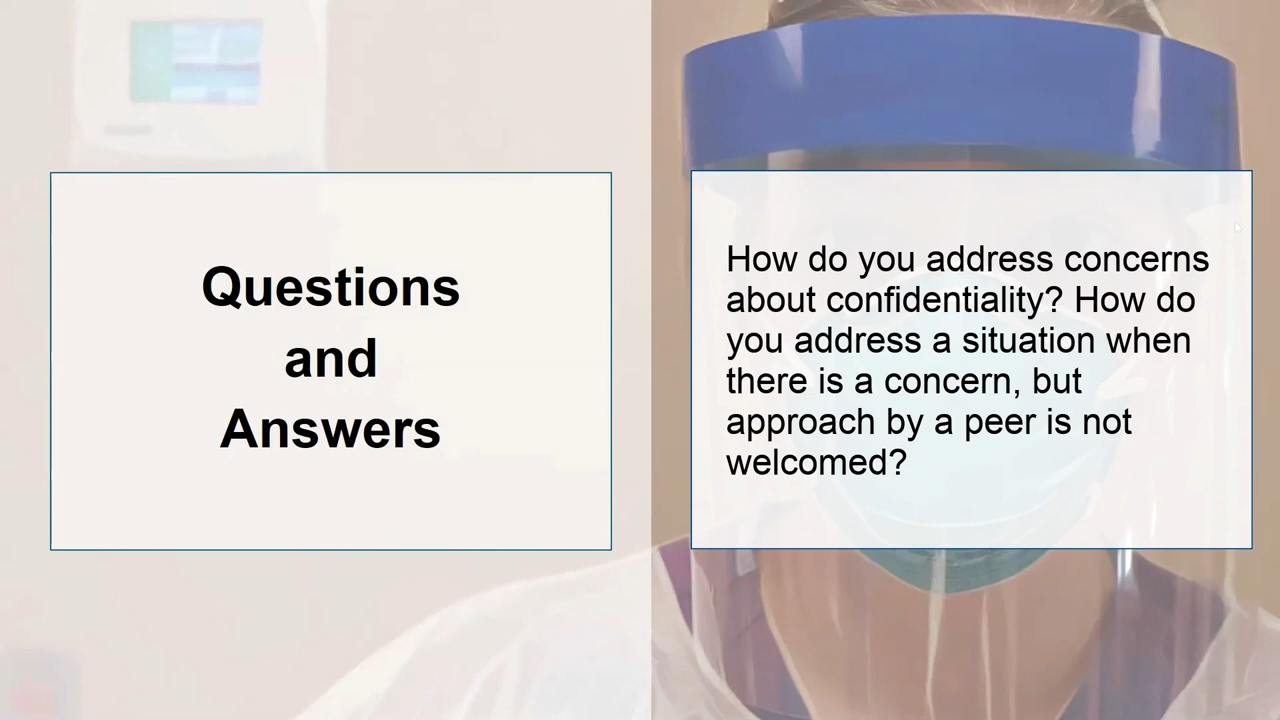 Questions
and
Answers
How do you address concerns
about confidentiality? How do
you address a situation when
there is a concern, but
approach by a peer is not
welcomed?